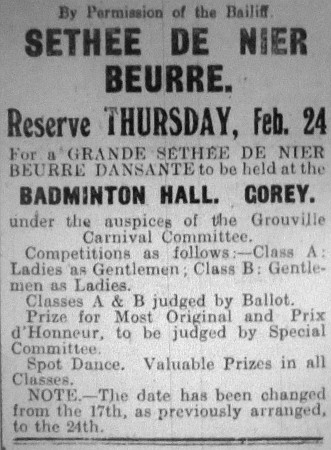 By Permission of the Bailiff.
SETHEE DE NIER
BEURRE.
Reserve THURSDAY, Feb. 24
For a GRANDE SETHÉE DE NIER
BEURRE DANSANTE to be held at the
BADMINTON HALL. GOREY.
under the auspices of the Grouville
Carnival Committee.
Competitions as follows:—Class A:
Ladies as Gentlemen; Class B: Gentle-
men as Ladies.
Classes A & B judged by Ballot.
Prize for Most Original and Prix
d'Honneur, to be judged by Special
Committee.
Spot Dance. Valuable Prizes in all
Classes.
NOTE.—The date has been changed
from the 17th, as previously arranged,
to the 24th.